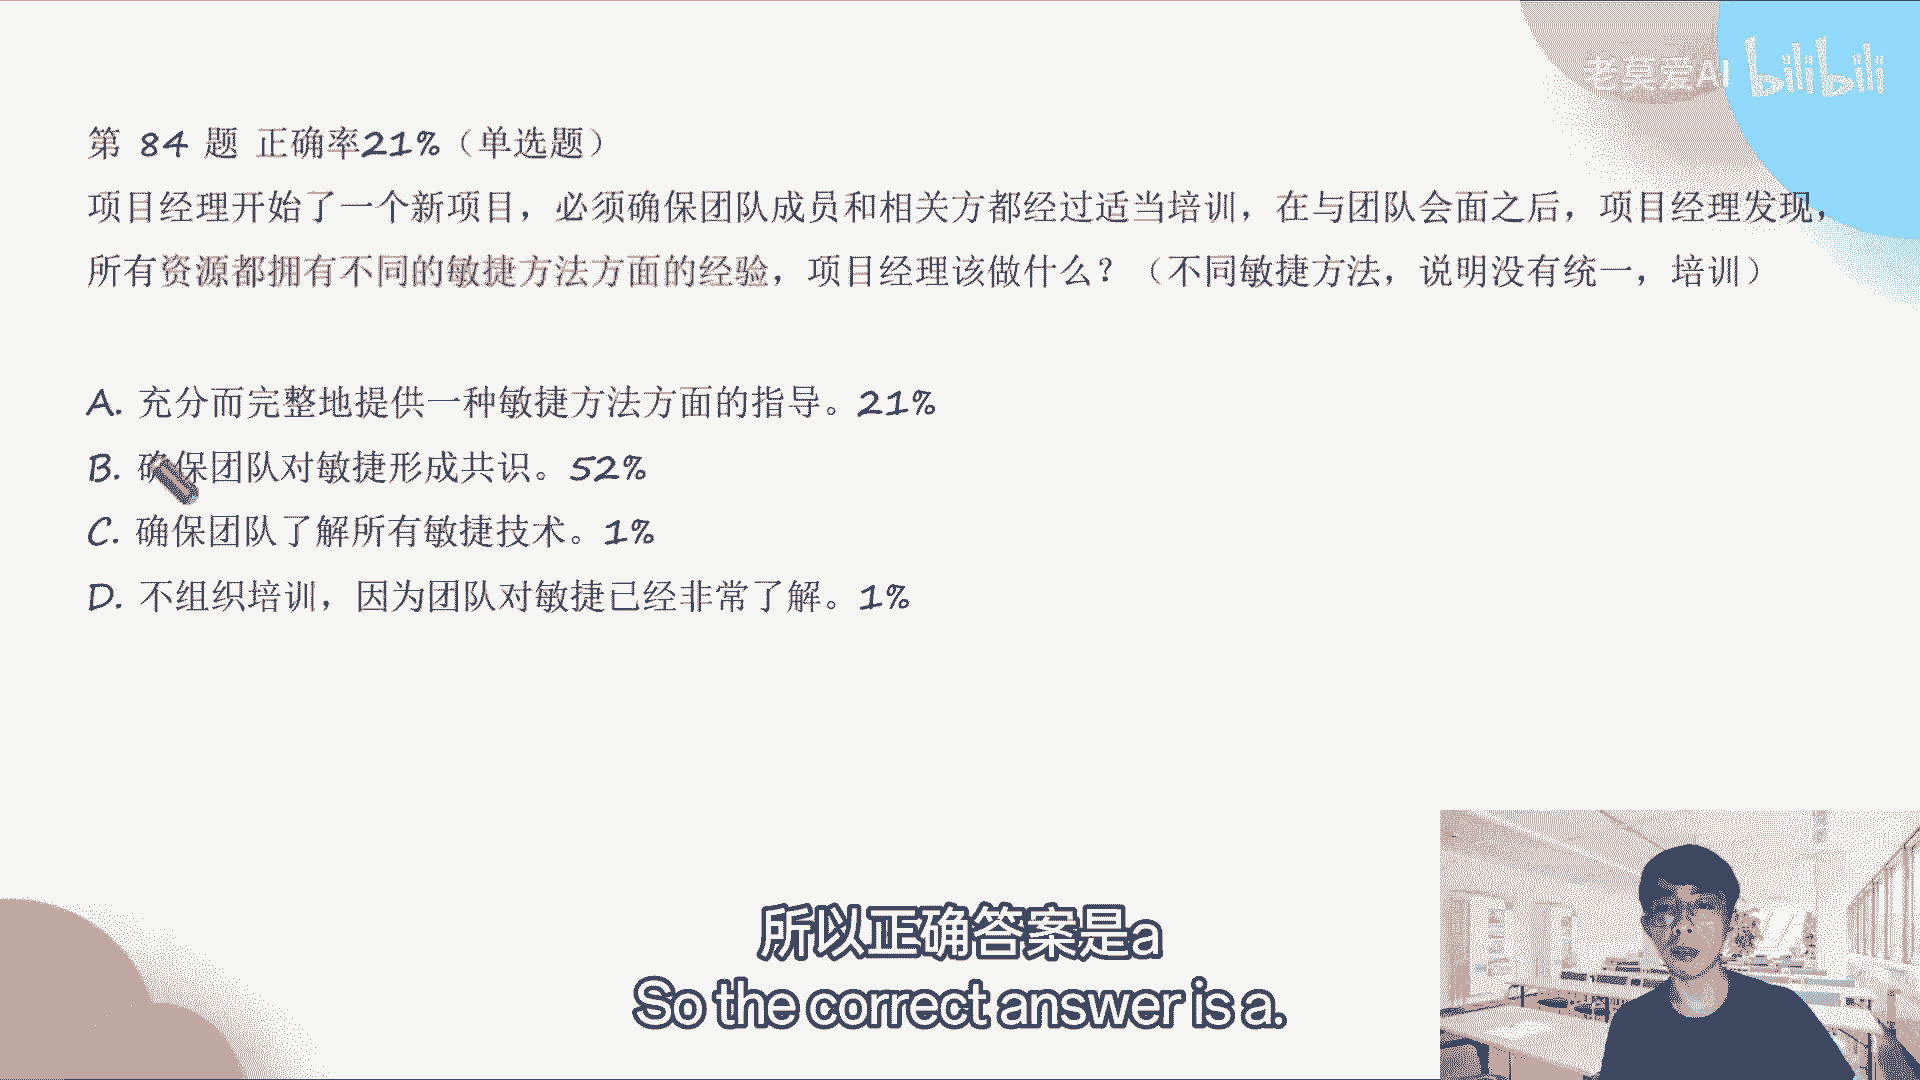 老莫爱AI bilibili
第 84 题 正确率21%（单选题）
项目经理开始了一个新项目，必须确保团队成员和相关方都经过适当培训，在与团队会面之后，项目经理发现，
所有资源都拥有不同的敏捷方法方面的经验，项目经理该做什么？（不同敏捷方法，说明没有统一，培训）
A. 充分而完整地提供一种敏捷方法方面的指导。21%
B. 确保团队对敏捷形成共识。52%
C. 确保团队了解所有敏捷技术。1%
D. 不组织培训，因为团队对敏捷已经非常了解。1%
所以正确答案是a
So the correct answer is a.